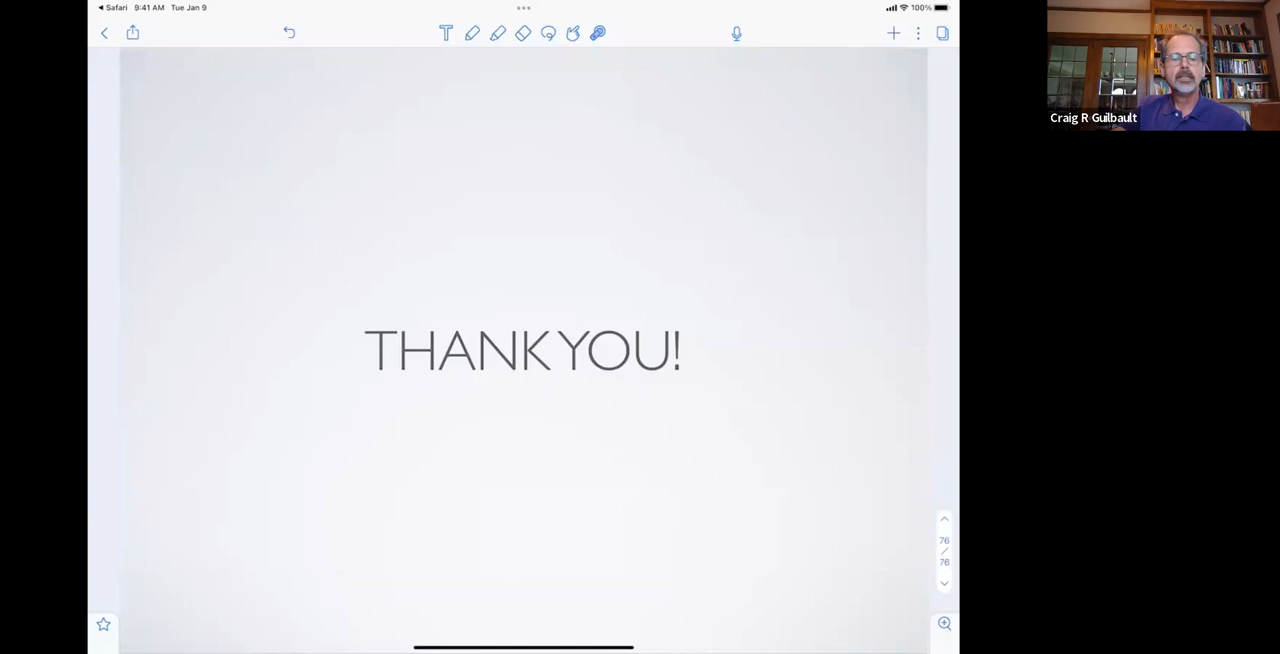 Safari 9:41 AM Tue Jan 9
100%
THANK YOU!
Craig R Guilbault
76
/
76